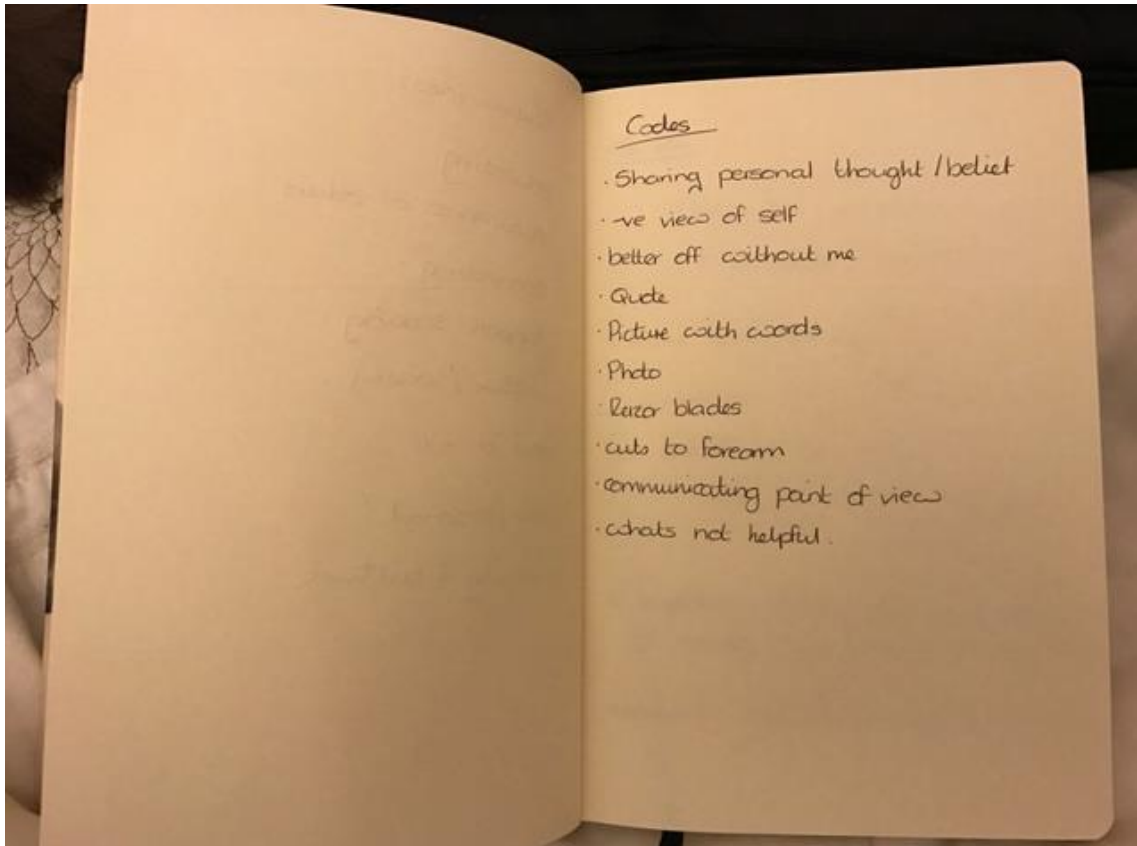 Codes
· Sharing personal thought / belief
· -ve view of self
· better off without me
· Quote
· Picture with words
· Photo
· Razor blades
· cuts to forearm
· communicating point of view
· whats not helpful.